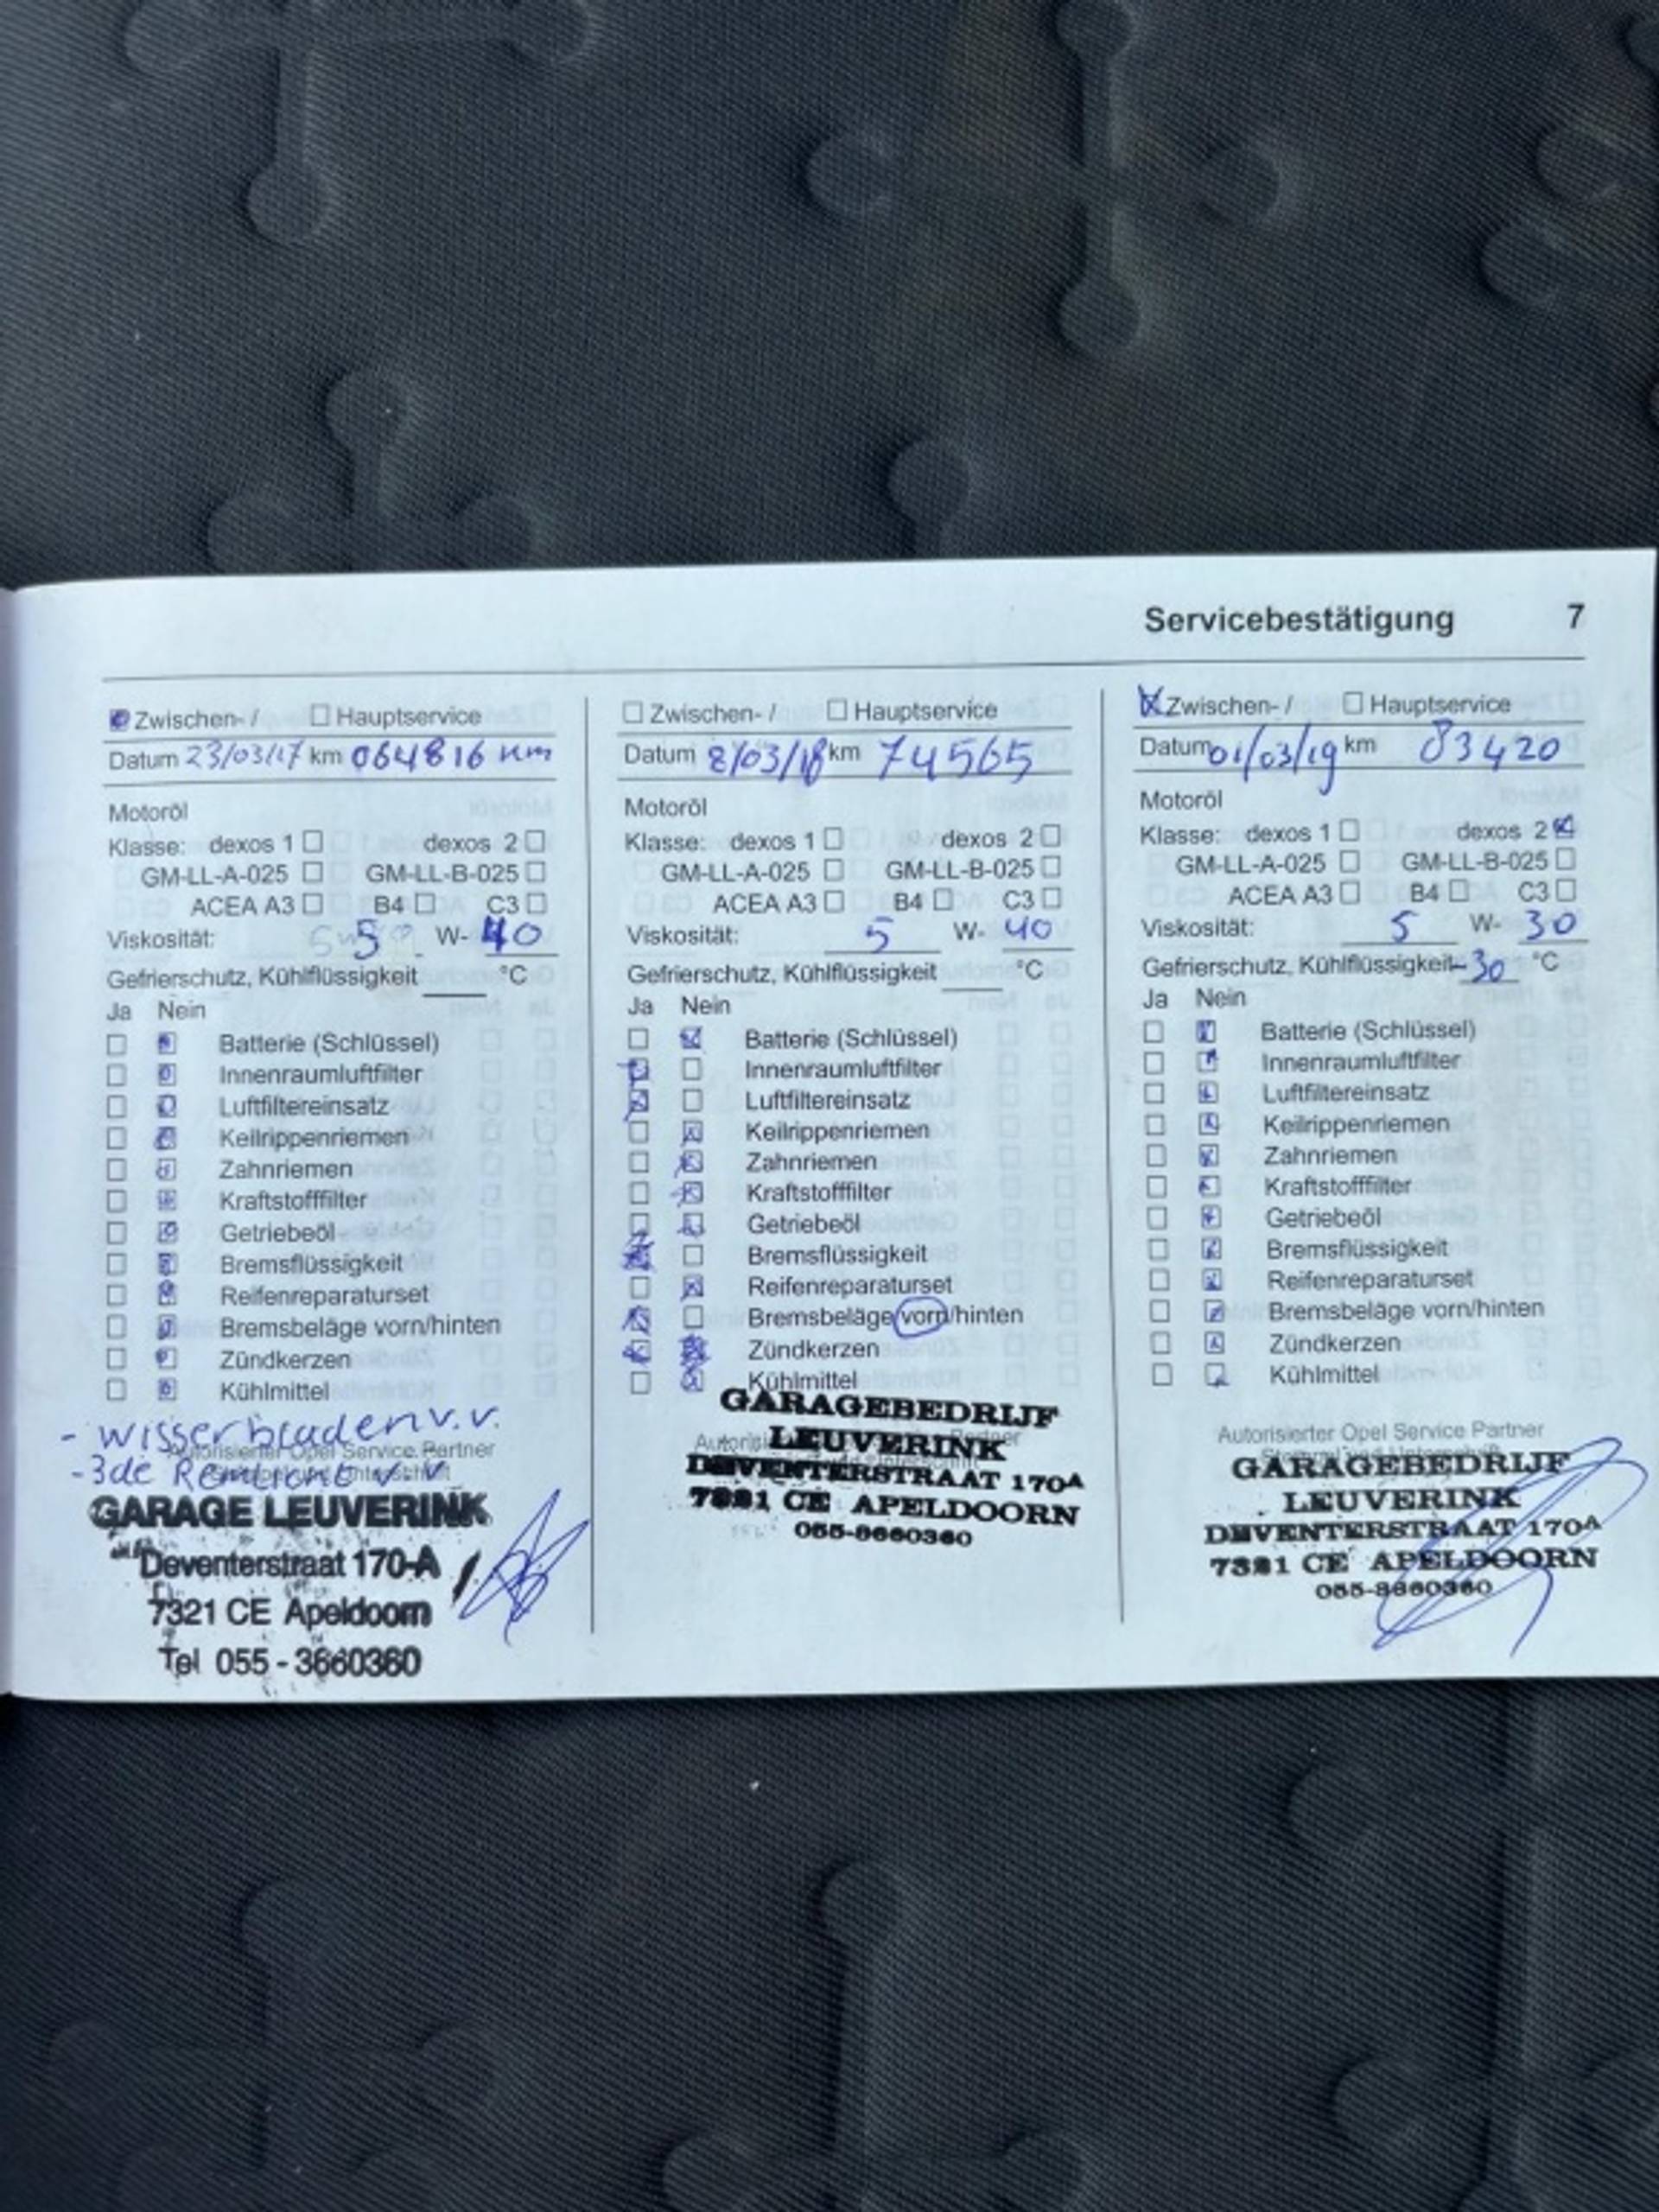 Servicebestätigung 7
Zwischen- / Hauptservice
Datum 23/03/17 km 064816 km
Motoröl
Klasse: dexos 1 dexos 2
GM-LL-A-025 GM-LL-B-025
ACEA A3 B4 C3
Viskosität: 5 W- 40
Gefrierschutz, Kühlflüssigkeit °C
Ja Nein
Batterie (Schlüssel)
Innenraumluftfilter
Luftfiltereinsatz
Keilrippenriemen
Zahnriemen
Kraftstofffilter
Getriebeöl
Bremsflüssigkeit
Reifenreparaturset
Bremsbeläge vorn/hinten
Zündkerzen
Kühlmittel
- wisserbladen v.v.
Autorisierter Opel Service Partner
- 3de Remlicht v.v
GARAGE LEUVERINK
Deventerstraat 170-A
7321 CE Apeldoorn
Tel 055 - 3660360
Zwischen- / Hauptservice
Datum 8/03/18 km 74565
Motoröl
Klasse: dexos 1 dexos 2
GM-LL-A-025 GM-LL-B-025
ACEA A3 B4 C3
Viskosität: 5 W- 40
Gefrierschutz, Kühlflüssigkeit °C
Ja Nein
Batterie (Schlüssel)
Innenraumluftfilter
Luftfiltereinsatz
Keilrippenriemen
Zahnriemen
Kraftstofffilter
Getriebeöl
Bremsflüssigkeit
Reifenreparaturset
Bremsbeläge vorn/hinten
Zündkerzen
Kühlmittel
GARAGEBEDRIJF
LEUVERINK
DEVENTERSTRAAT 170A
7321 CE APELDOORN
055-3660360
Zwischen- / Hauptservice
Datum 01/03/19 km 83420
Motoröl
Klasse: dexos 1 dexos 2
GM-LL-A-025 GM-LL-B-025
ACEA A3 B4 C3
Viskosität: 5 W- 30
Gefrierschutz, Kühlflüssigkeit -30 °C
Ja Nein
Batterie (Schlüssel)
Innenraumluftfilter
Luftfiltereinsatz
Keilrippenriemen
Zahnriemen
Kraftstofffilter
Getriebeöl
Bremsflüssigkeit
Reifenreparaturset
Bremsbeläge vorn/hinten
Zündkerzen
Kühlmittel
Autorisierter Opel Service Partner
GARAGEBEDRIJF
LEUVERINK
DEVENTERSTRAAT 170A
7321 CE APELDOORN
055-3660360